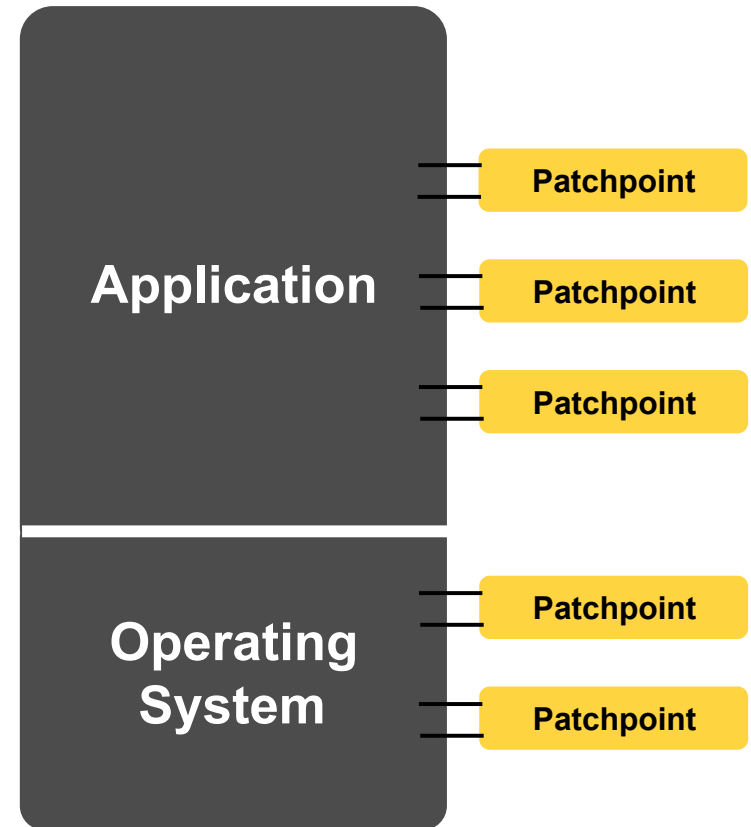 Patchpoint
Application
Patchpoint
Patchpoint
Patchpoint
Operating
System
Patchpoint